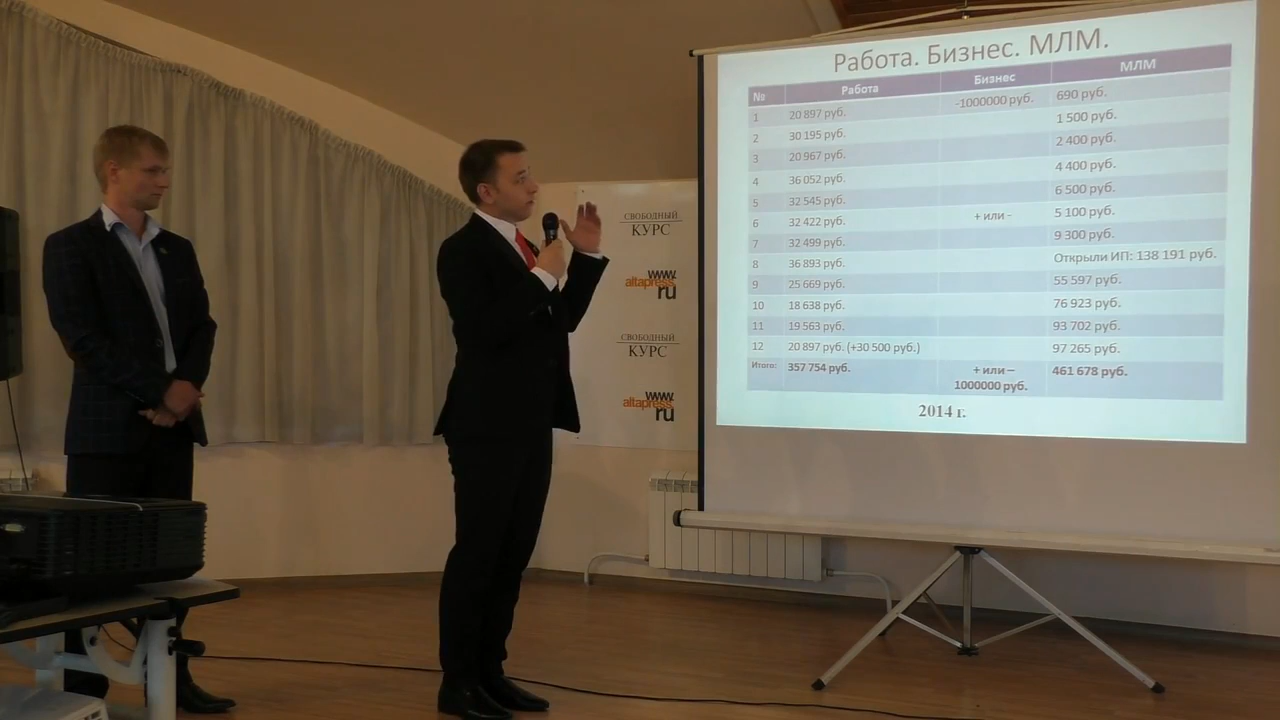 Работа. Бизнес. МЛМ.
№ Работа Бизнес МЛМ
1 20 897 руб. -1000000 руб. 690 руб.
2 30 195 руб. 1 500 руб.
3 20 967 руб. 2 400 руб.
4 36 052 руб. 4 400 руб.
5 32 545 руб. 6 500 руб.
6 32 422 руб. + или - 5 100 руб.
7 32 499 руб. 9 300 руб.
8 36 893 руб. Открыли ИП: 138 191 руб.
9 25 669 руб. 55 597 руб.
10 18 638 руб. 76 923 руб.
11 19 563 руб. 93 702 руб.
12 20 897 руб. (+30 500 руб.) 97 265 руб.
Итого: 357 754 руб. + или – 461 678 руб.
1000000 руб.
2014 г.
СВОБОДНЫЙ
КУРС
www.
altapress
ru
СВОБОДНЫЙ
КУРС
www.
altapress
ru